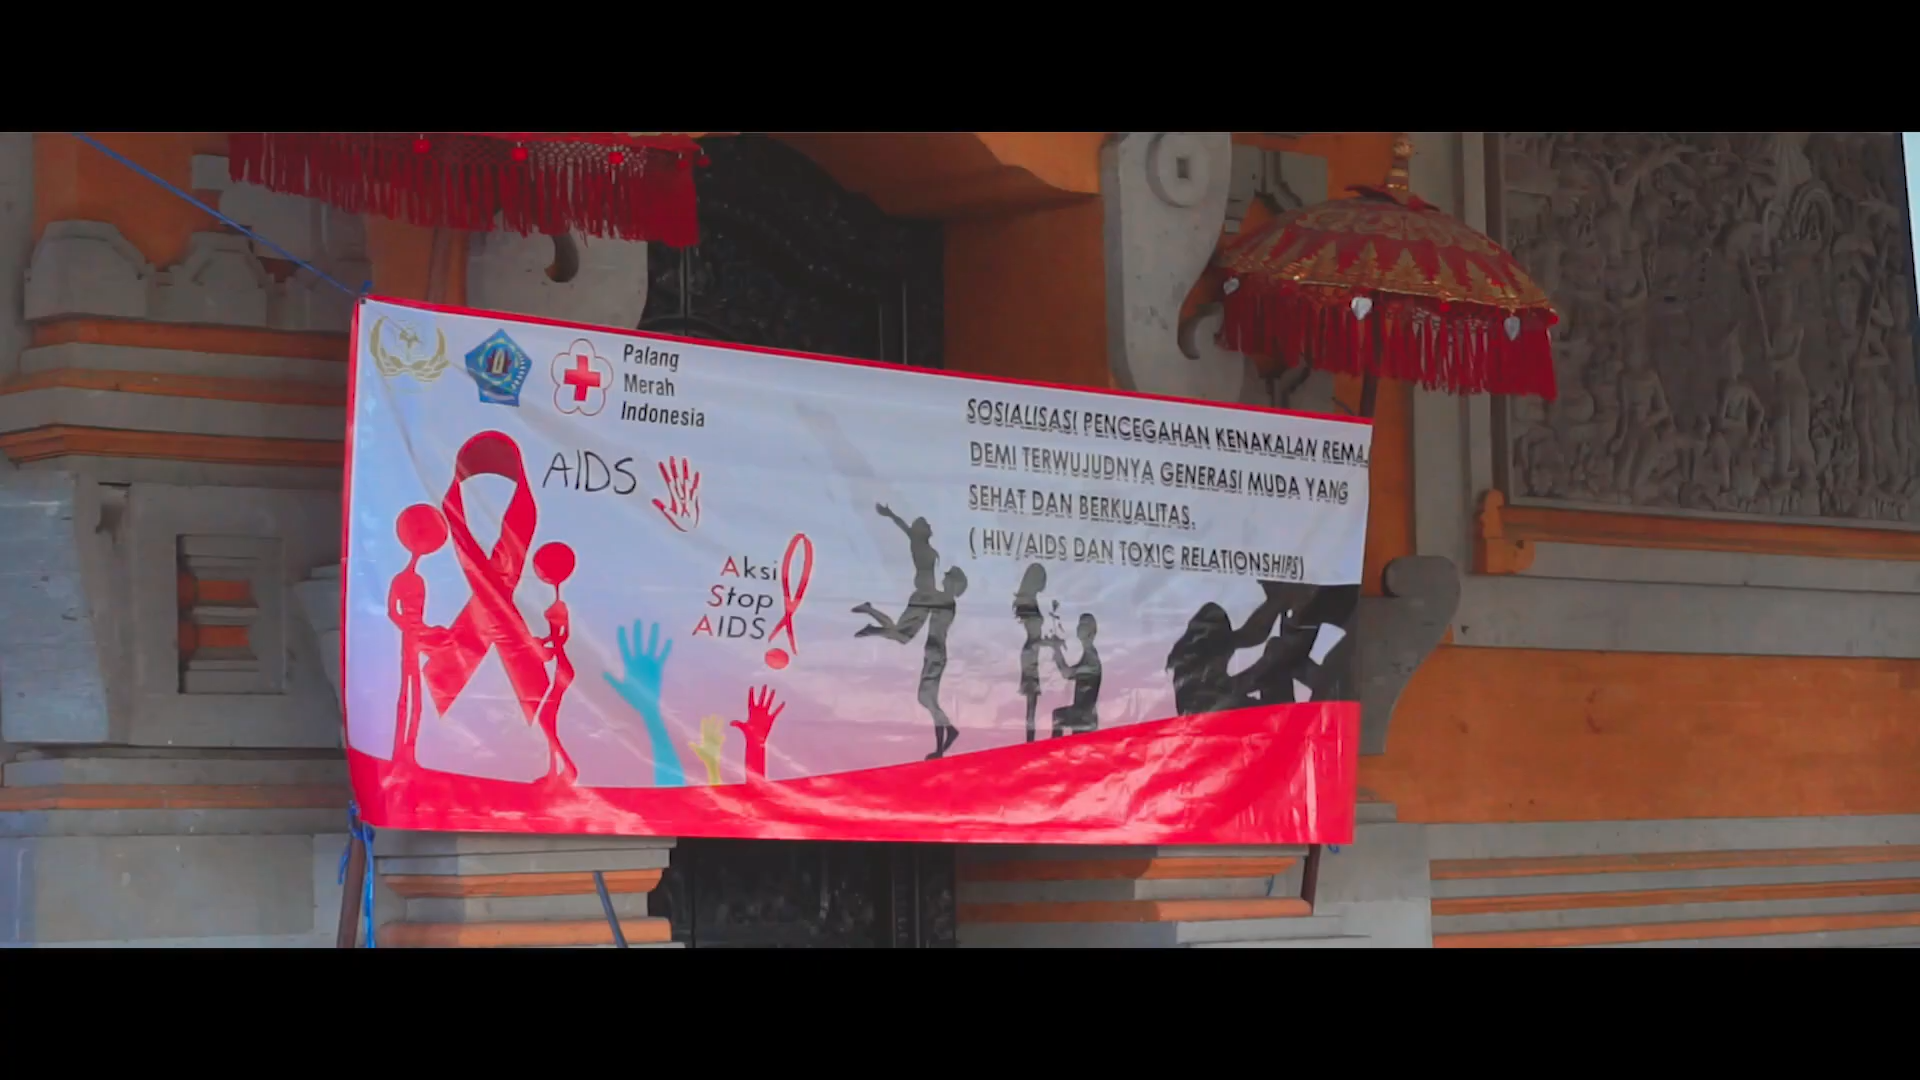 Palang
Merah
Indonesia
AIDS
Aksi
Stop
AIDS
SOSIALISASI PENCEGAHAN KENAKALAN REMA
DEMI TERWUJUDNYA GENERASI MUDA YANG
SEHAT DAN BERKUALITAS.
( HIV/AIDS DAN TOXIC RELATIONSHIPS)